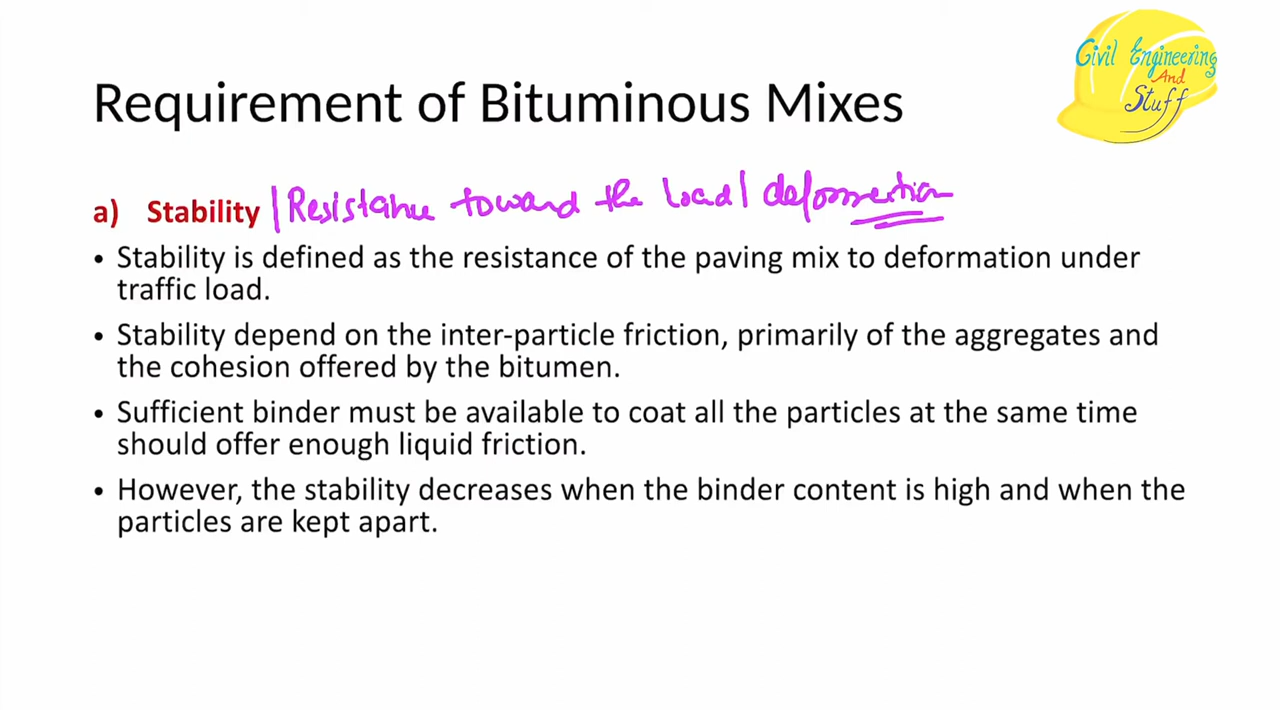 Civil Engineering
And
Stuff
Requirement of Bituminous Mixes
a) Stability | Resistance toward the load | deformation
• Stability is defined as the resistance of the paving mix to deformation under
traffic load.
• Stability depend on the inter-particle friction, primarily of the aggregates and
the cohesion offered by the bitumen.
• Sufficient binder must be available to coat all the particles at the same time
should offer enough liquid friction.
• However, the stability decreases when the binder content is high and when the
particles are kept apart.